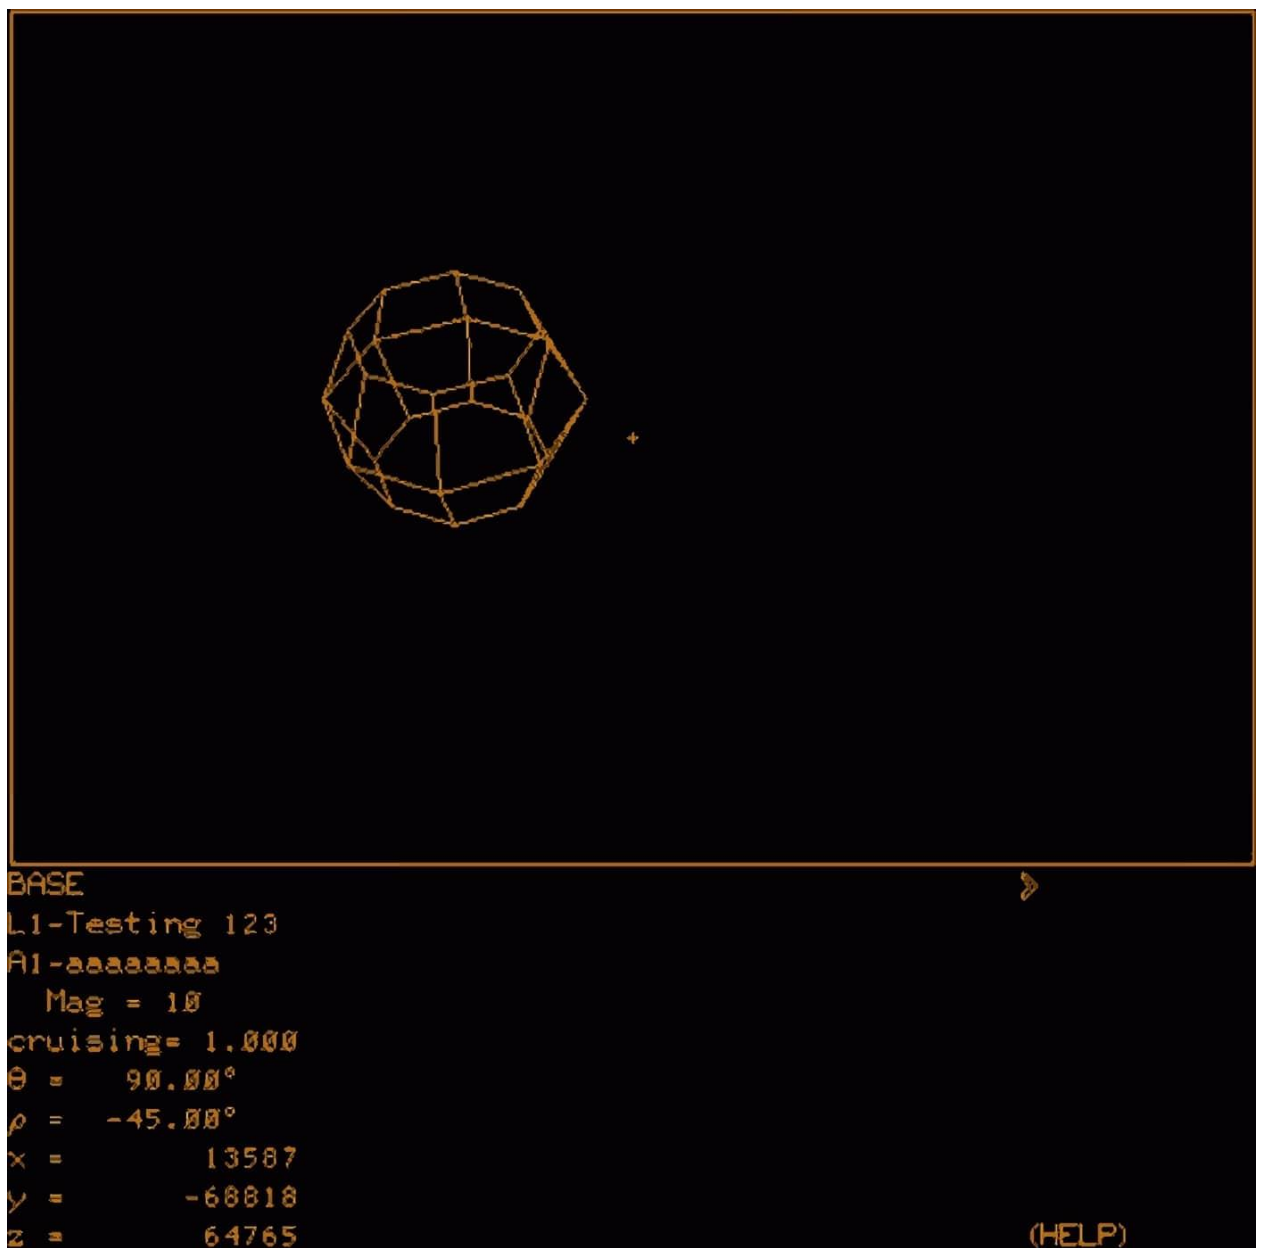 BASE
>
L1-Testing 123
A1-aaaaaaaa
Mag = 10
cruising= 1.000
θ = 90.00°
ρ = -45.00°
x = 13587
y = -68818
z = 64765
(HELP)